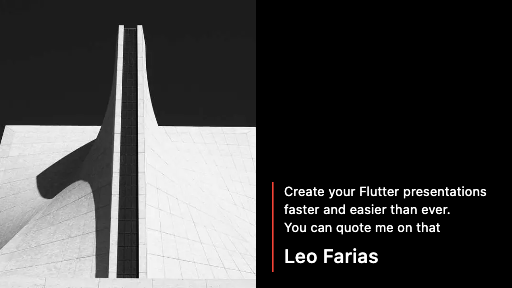 Create your Flutter presentations
faster and easier than ever.
You can quote me on that
Leo Farias